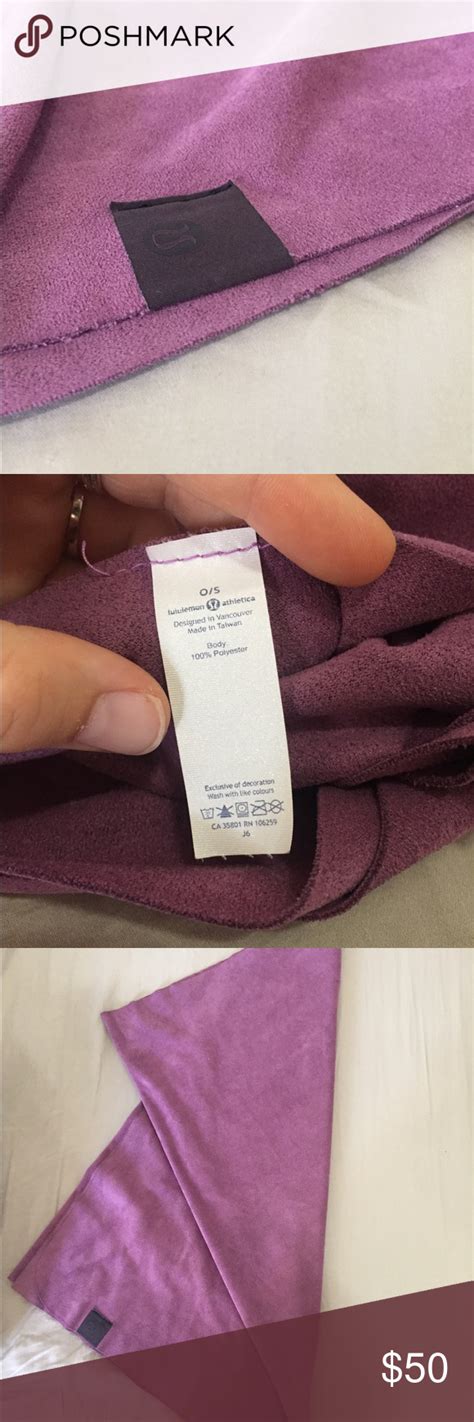 POSHMARK
O/S
lululemon athletica
Designed in Vancouver
Made in Taiwan
Body:
100% Polyester
Exclusive of decoration
Wash with like colours
CA 35801 RN 106259
J6
$50